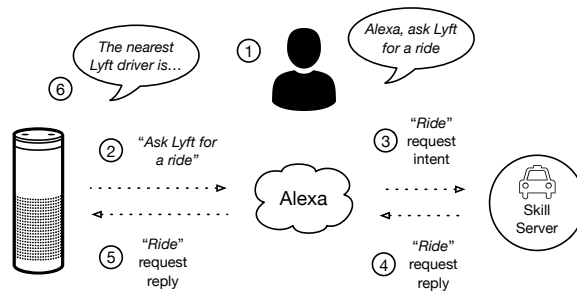 ①
Alexa, ask Lyft
for a ride
②
“Ask Lyft for
a ride”
③
“Ride”
request
intent
Alexa
Skill
Server
④
“Ride”
request
reply
⑤
“Ride”
request
reply
⑥
The nearest
Lyft driver is…